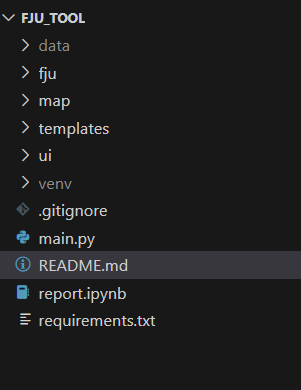 FJU_TOOL
data
fju
map
templates
ui
venv
.gitignore
main.py
README.md
report.ipynb
requirements.txt